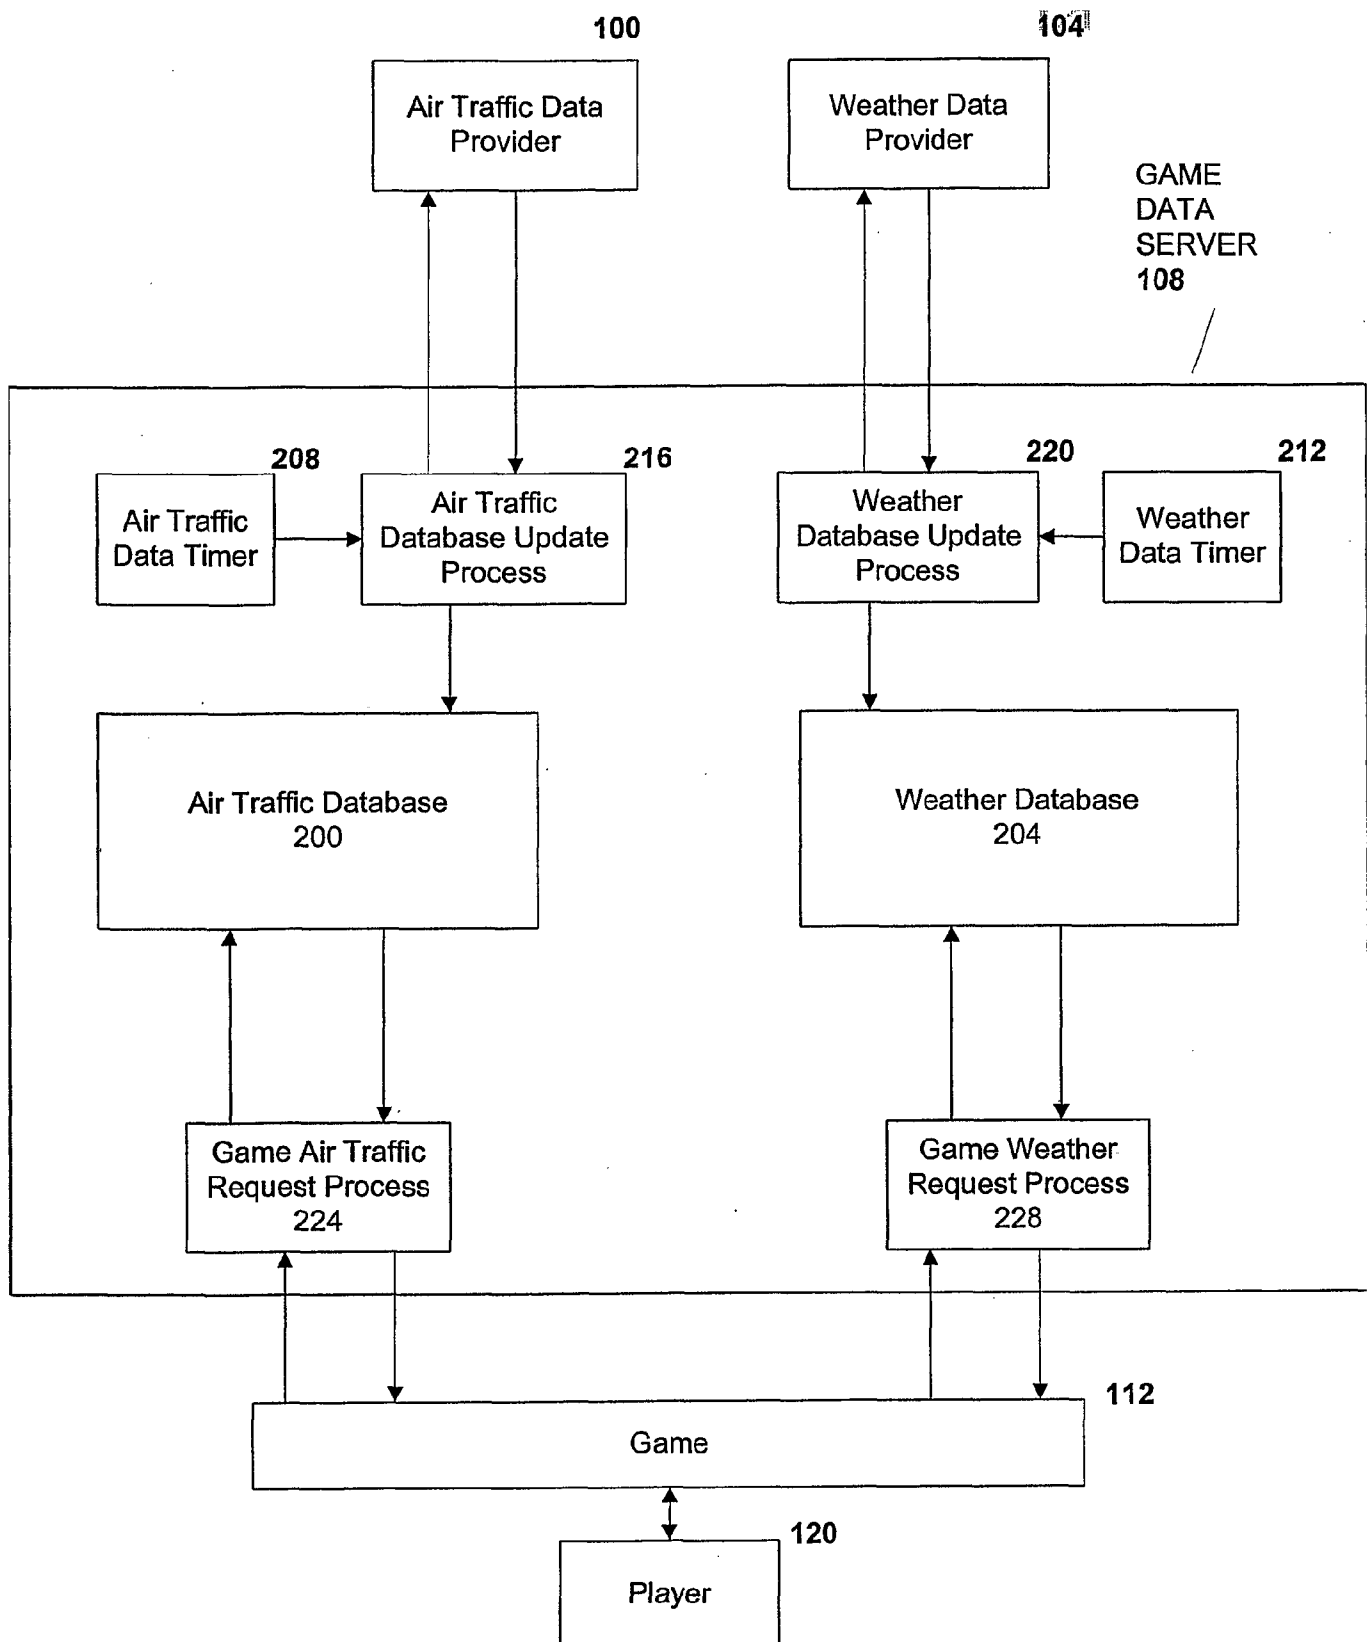 100
104
Air Traffic Data
Provider
Weather Data
Provider
GAME
DATA
SERVER
108
208
216
220
212
Air Traffic
Data Timer
Air Traffic
Database Update
Process
Weather
Database Update
Process
Weather
Data Timer
Air Traffic Database
200
Weather Database
204
Game Air Traffic
Request Process
224
Game Weather
Request Process
228
112
Game
120
Player